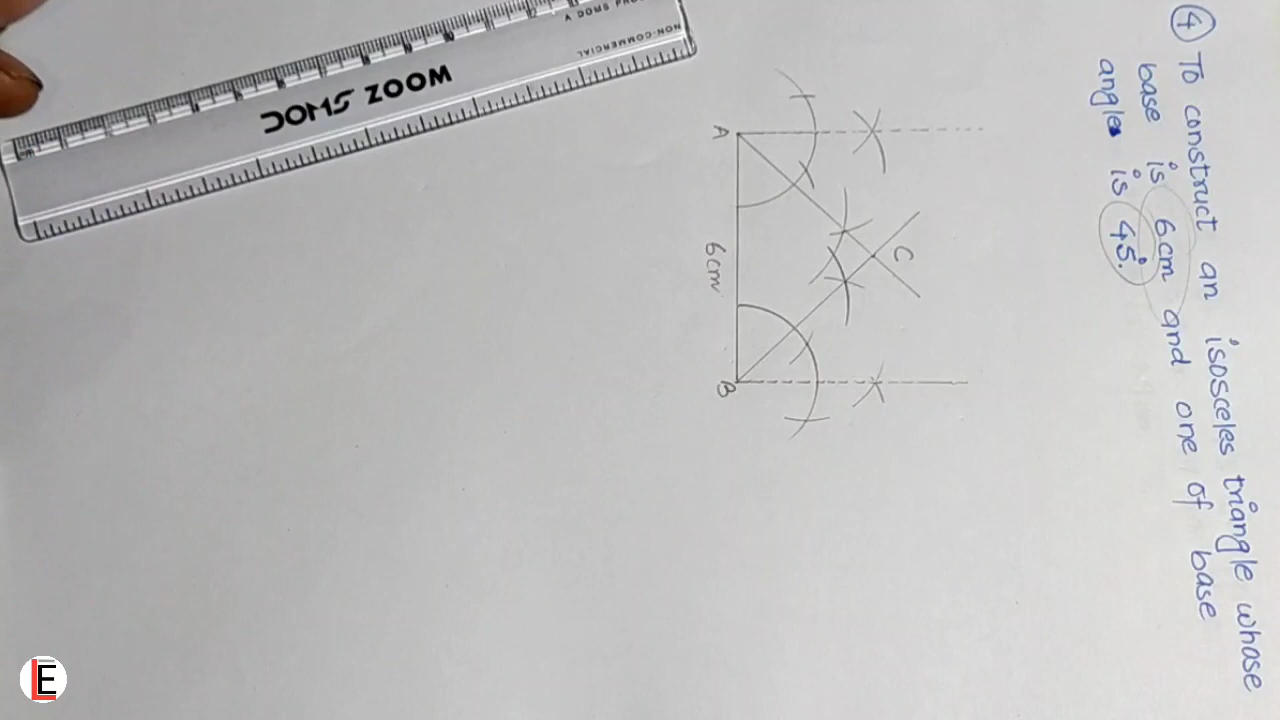 ④ To construct an isosceles triangle whose
base is 6cm and one of base
angle is 45°.
A
C
6cm
B
DOMS ZOOM
NON-COMMERCIAL
LE